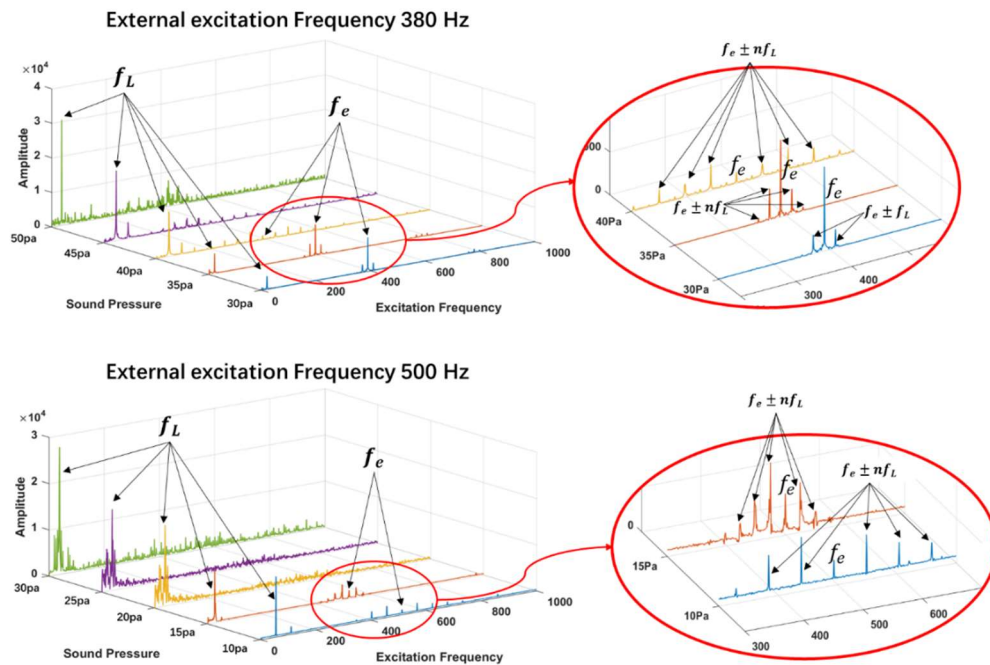 External excitation Frequency 380 Hz
×10⁴
4
3
2
1
0
Amplitude
50pa
45pa
40pa
35pa
30pa
Sound Pressure
0
200
400
600
800
1000
Excitation Frequency
f_L
f_e
f_e ± nf_L
0
40Pa
35Pa
30Pa
f_e
f_e
f_e
f_e ± nf_L
f_e ± f_L
300
400
External excitation Frequency 500 Hz
×10⁴
3
2
1
0
Amplitude
30pa
25pa
20pa
15pa
10pa
Sound Pressure
0
200
400
600
800
1000
Excitation Frequency
f_L
f_e
f_e ± nf_L
f_e ± nf_L
f_e
f_e
0
15Pa
10Pa
300
400
500
600